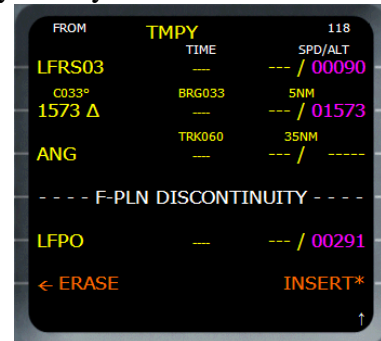 FROM TMPY 118
TIME SPD/ALT
LFRS03 ---- --- / 00090
C033° BRG033 5NM
1573 Δ ---- --- / 01573
TRK060 35NM
ANG ---- --- / -----
- - - - F-PLN DISCONTINUITY - - - -
LFPO ---- --- / 00291
← ERASE INSERT*
↑